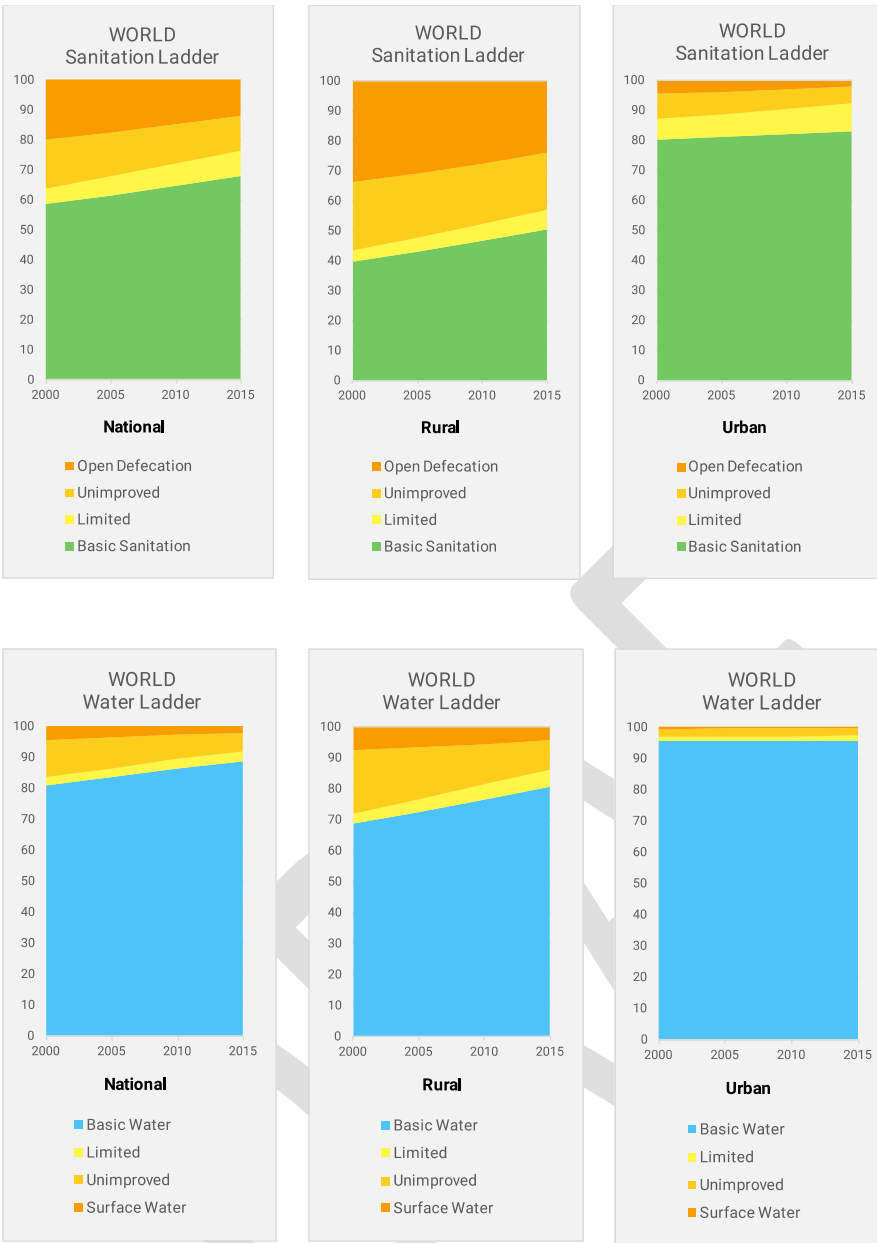 WORLD
Sanitation Ladder
100
90
80
70
60
50
40
30
20
10
0
2000 2005 2010 2015
National
Open Defecation
Unimproved
Limited
Basic Sanitation
WORLD
Sanitation Ladder
100
90
80
70
60
50
40
30
20
10
0
2000 2005 2010 2015
Rural
Open Defecation
Unimproved
Limited
Basic Sanitation
WORLD
Sanitation Ladder
100
90
80
70
60
50
40
30
20
10
0
2000 2005 2010 2015
Urban
Open Defecation
Unimproved
Limited
Basic Sanitation
WORLD
Water Ladder
100
90
80
70
60
50
40
30
20
10
0
2000 2005 2010 2015
National
Basic Water
Limited
Unimproved
Surface Water
WORLD
Water Ladder
100
90
80
70
60
50
40
30
20
10
0
2000 2005 2010 2015
Rural
Basic Water
Limited
Unimproved
Surface Water
WORLD
Water Ladder
100
90
80
70
60
50
40
30
20
10
0
2000 2005 2010 2015
Urban
Basic Water
Limited
Unimproved
Surface Water